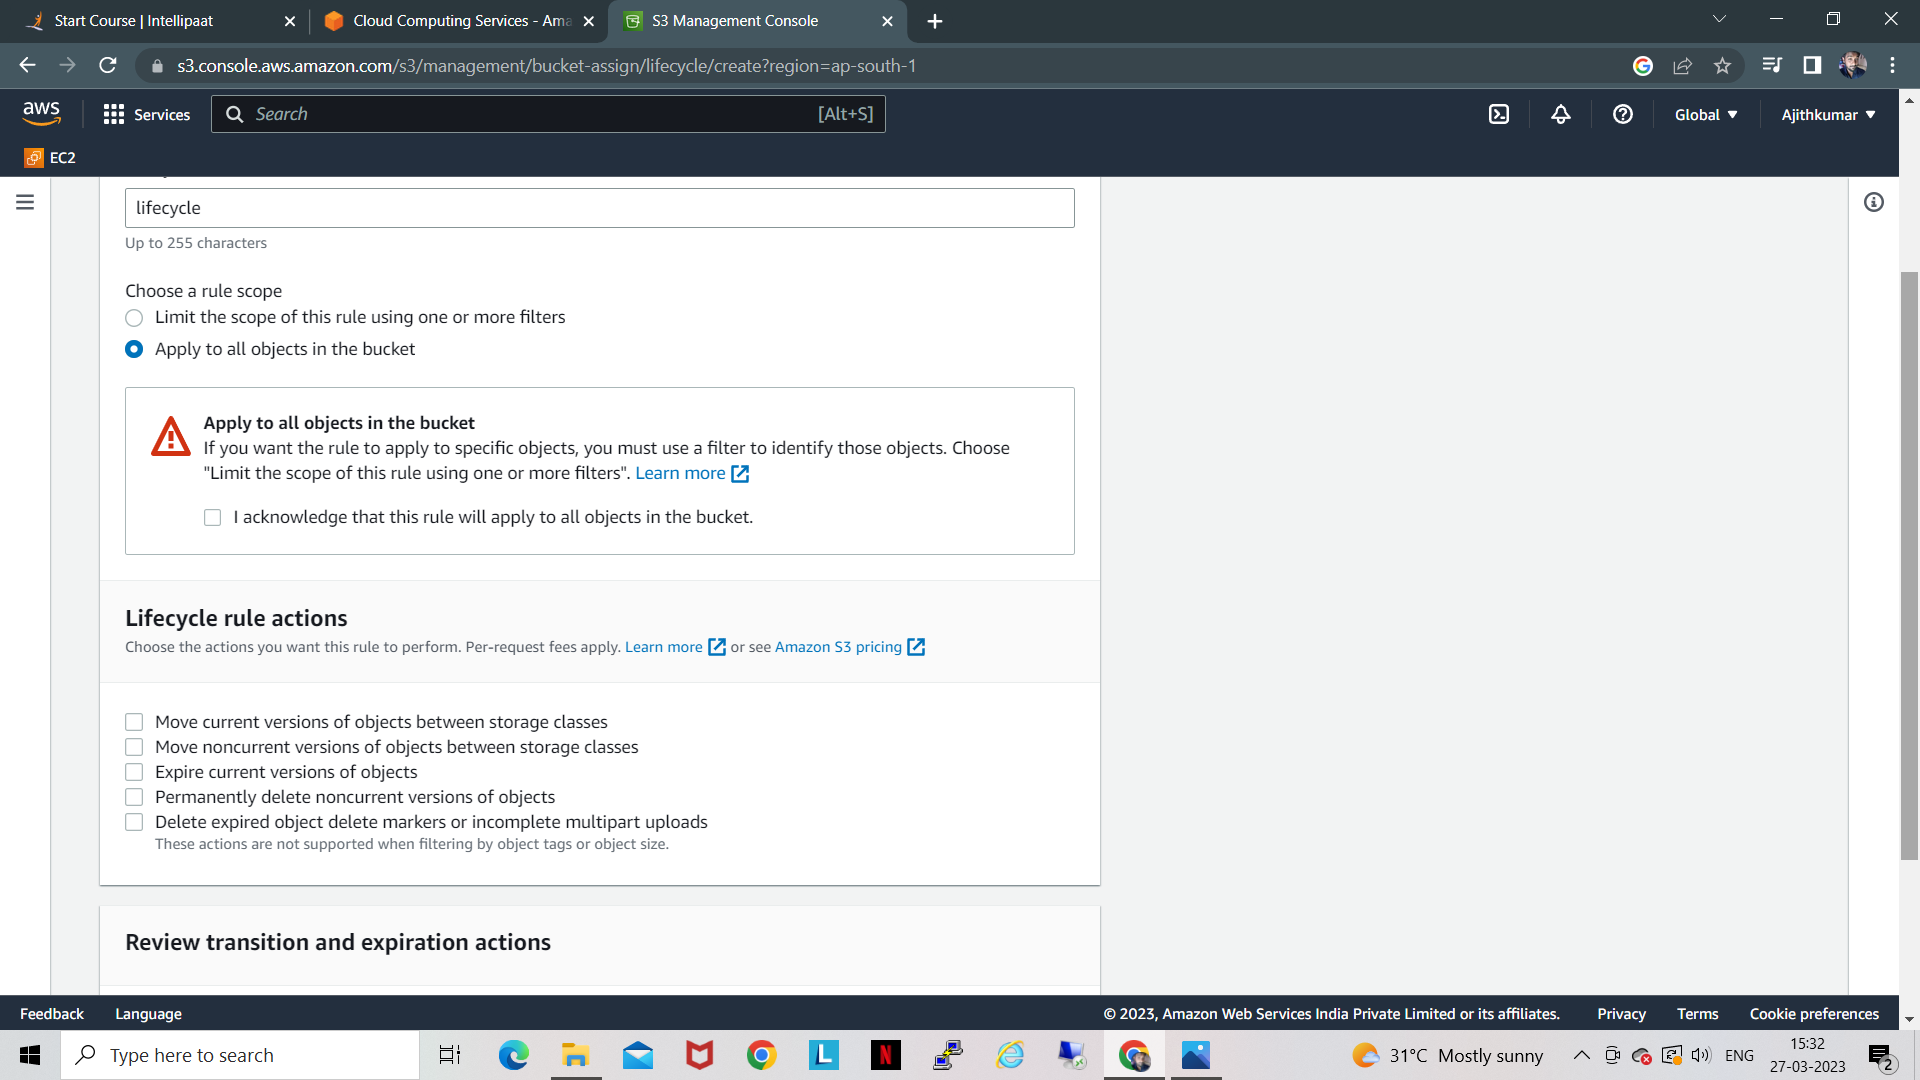 Start Course | Intellipaat
Cloud Computing Services - Ama
S3 Management Console
s3.console.aws.amazon.com/s3/management/bucket-assign/lifecycle/create?region=ap-south-1
aws
Services
Search
[Alt+S]
Global
Ajithkumar
EC2
lifecycle
Up to 255 characters
Choose a rule scope
Limit the scope of this rule using one or more filters
Apply to all objects in the bucket
Apply to all objects in the bucket
If you want the rule to apply to specific objects, you must use a filter to identify those objects. Choose
"Limit the scope of this rule using one or more filters". Learn more
I acknowledge that this rule will apply to all objects in the bucket.
Lifecycle rule actions
Choose the actions you want this rule to perform. Per-request fees apply. Learn more or see Amazon S3 pricing
Move current versions of objects between storage classes
Move noncurrent versions of objects between storage classes
Expire current versions of objects
Permanently delete noncurrent versions of objects
Delete expired object delete markers or incomplete multipart uploads
These actions are not supported when filtering by object tags or object size.
Review transition and expiration actions
Feedback
Language
© 2023, Amazon Web Services India Private Limited or its affiliates.
Privacy
Terms
Cookie preferences
Type here to search
L
N
31°C Mostly sunny
ENG
15:32
27-03-2023
2